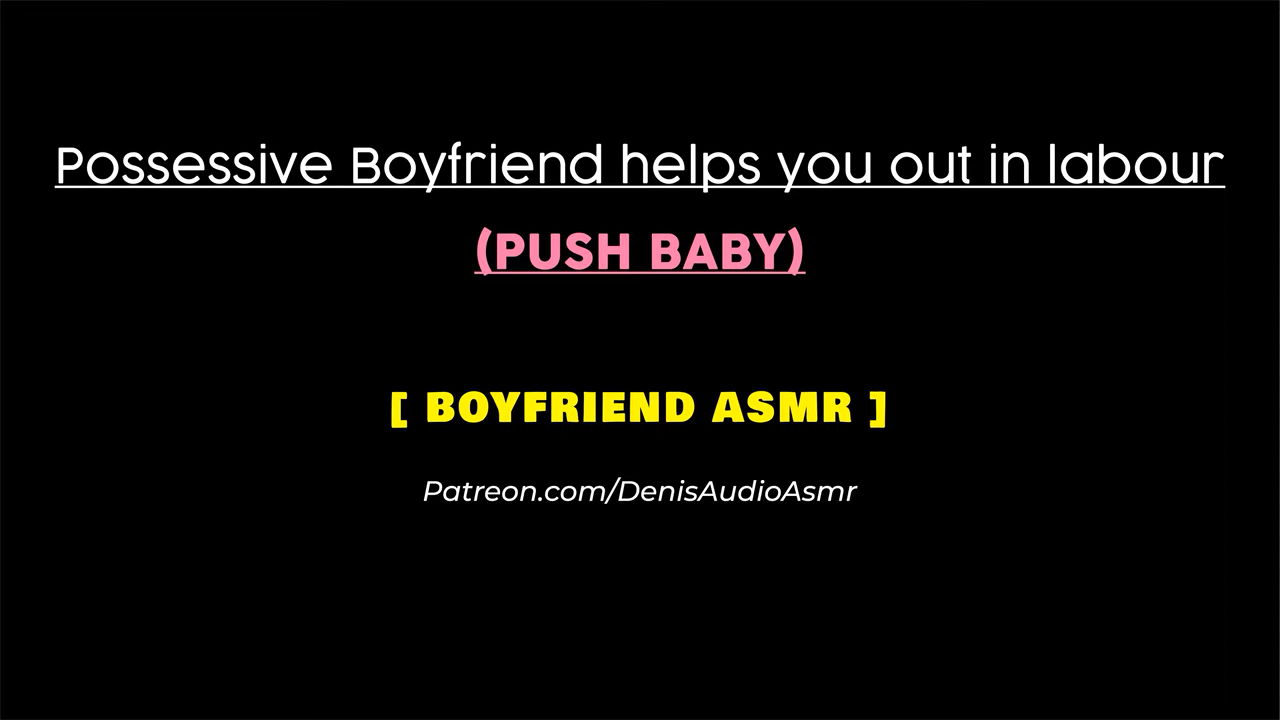 Possessive Boyfriend helps you out in labour
(PUSH BABY)
[ BOYFRIEND ASMR ]
Patreon.com/DenisAudioAsmr